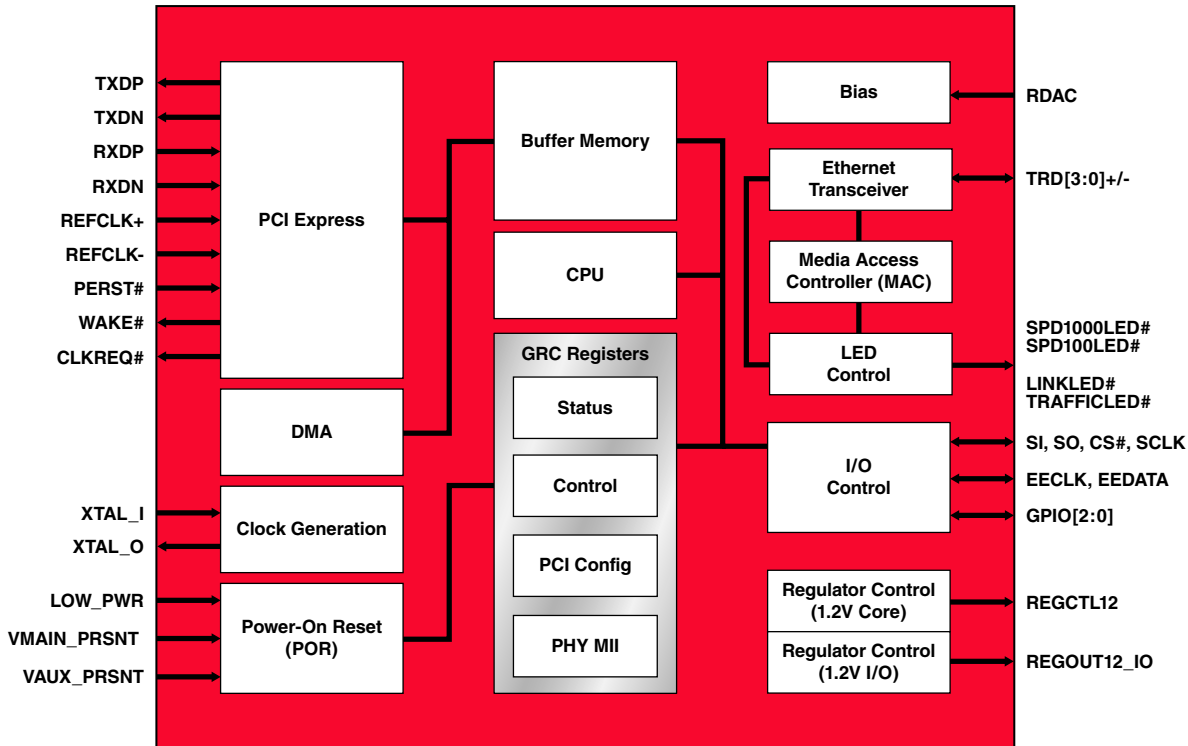 TXDP
TXDN
RXDP
RXDN
REFCLK+
REFCLK-
PERST#
WAKE#
CLKREQ#
XTAL_I
XTAL_O
LOW_PWR
VMAIN_PRSNT
VAUX_PRSNT
PCI Express
DMA
Clock Generation
Power-On Reset
(POR)
Buffer Memory
CPU
GRC Registers
Status
Control
PCI Config
PHY MII
Bias
Ethernet
Transceiver
Media Access
Controller (MAC)
LED
Control
I/O
Control
Regulator Control
(1.2V Core)
Regulator Control
(1.2V I/O)
RDAC
TRD[3:0]+/-
SPD1000LED#
SPD100LED#
LINKLED#
TRAFFICLED#
SI, SO, CS#, SCLK
EECLK, EEDATA
GPIO[2:0]
REGCTL12
REGOUT12_IO